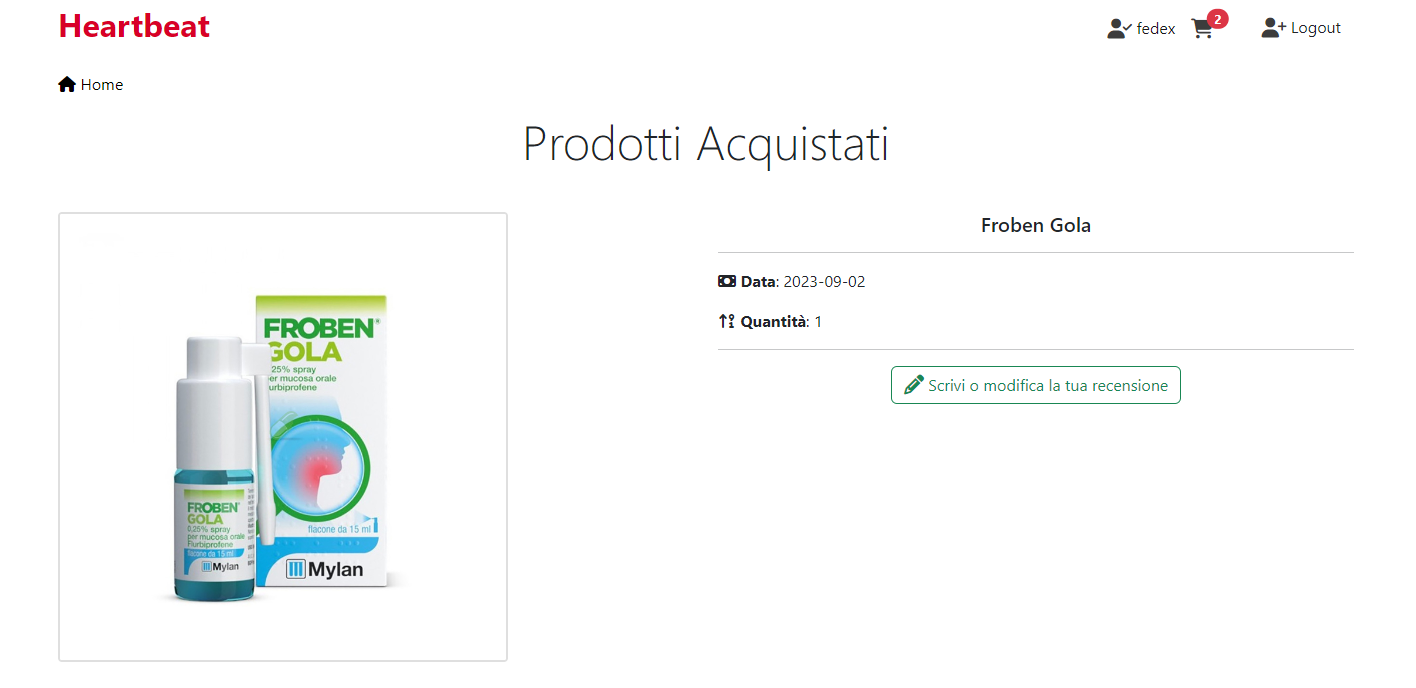 Heartbeat
fedex
2
Logout
Home
Prodotti Acquistati
Froben Gola
Data: 2023-09-02
Quantità: 1
Scrivi o modifica la tua recensione
FROBEN®
GOLA
,25% spray
per mucosa orale
urbiprofene
flacone da 15 ml
Mylan
FROBEN
GOLA
0,25% spray
per mucosa orale
Flurbiprofene
flacone da 15 ml
Mylan